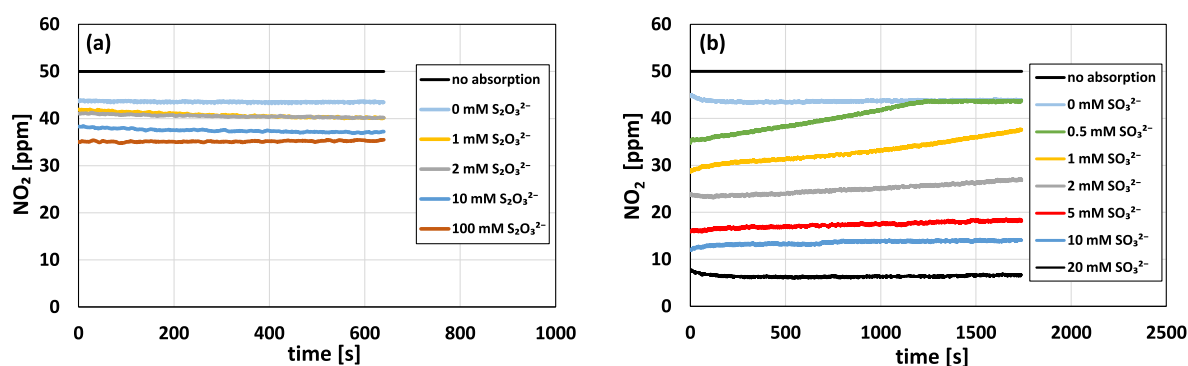 (a)
NO₂ [ppm]
60
50
40
30
20
10
0
0 200 400 600 800 1000
time [s]
no absorption
0 mM S₂O₃²⁻
1 mM S₂O₃²⁻
2 mM S₂O₃²⁻
10 mM S₂O₃²⁻
100 mM S₂O₃²⁻
(b)
NO₂ [ppm]
60
50
40
30
20
10
0
0 500 1000 1500 2000 2500
time [s]
no absorption
0 mM SO₃²⁻
0.5 mM SO₃²⁻
1 mM SO₃²⁻
2 mM SO₃²⁻
5 mM SO₃²⁻
10 mM SO₃²⁻
20 mM SO₃²⁻